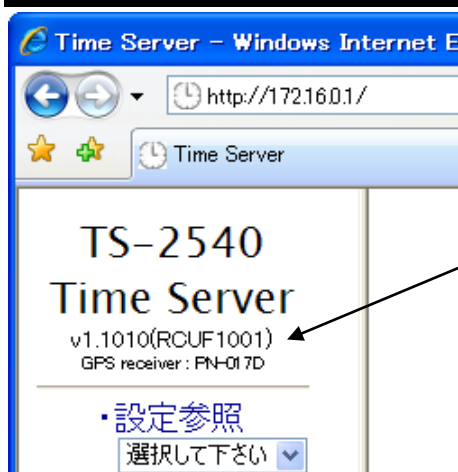 Time Server - Windows Internet E
http://172.16.0.1/
Time Server
TS-2540
Time Server
v1.1010(RCUF1001)
GPS receiver : PN-017D
・設定参照
選択して下さい